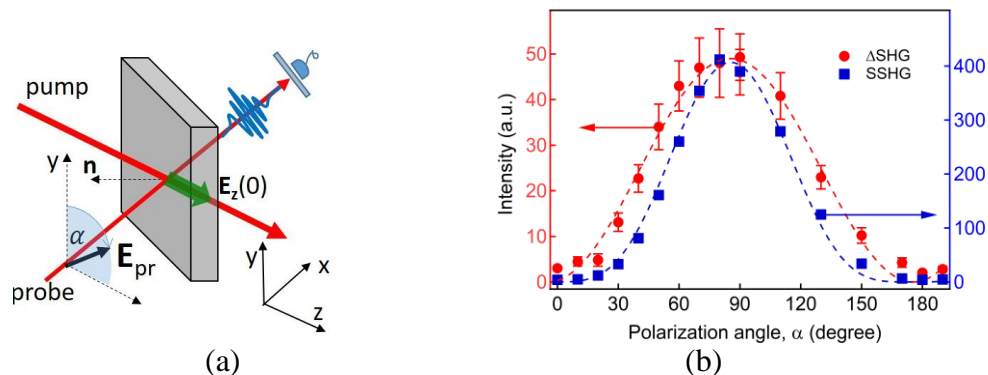 pump
y
n
E_z(0)
α
E_pr
probe
y
x
z
(a)
Intensity (a.u.)
50
40
30
20
10
0
ΔSHG
SSHG
400
300
200
100
0
0 30 60 90 120 150 180
Polarization angle, α (degree)
(b)